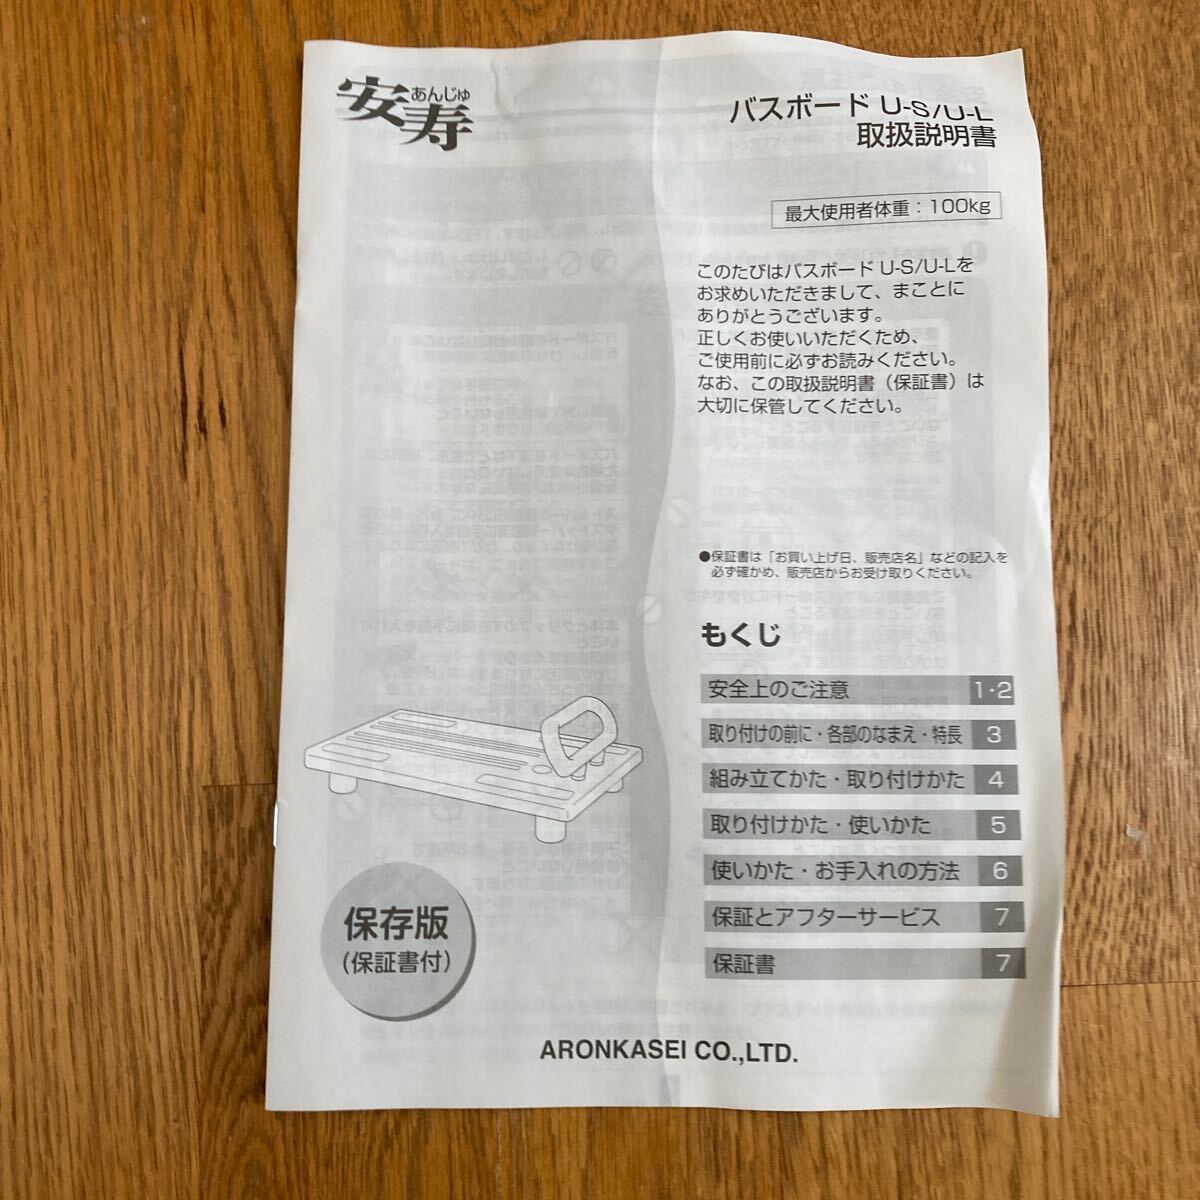 安寿
あんじゅ
バスボード U-S/U-L
取扱説明書
最大使用者体重：100kg
このたびはバスボード U-S/U-Lを
お求めいただきまして、まことに
ありがとうございます。
正しくお使いいただくため、
ご使用前に必ずお読みください。
なお、この取扱説明書（保証書）は
大切に保管してください。
●保証書は「お買い上げ日、販売店名」などの記入を
必ず確かめ、販売店からお受け取りください。
もくじ
安全上のご注意 1・2
取り付けの前に・各部のなまえ・特長 3
組み立てかた・取り付けかた 4
取り付けかた・使いかた 5
使いかた・お手入れの方法 6
保証とアフターサービス 7
保証書 7
保存版
（保証書付）
ARONKASEI CO.,LTD.